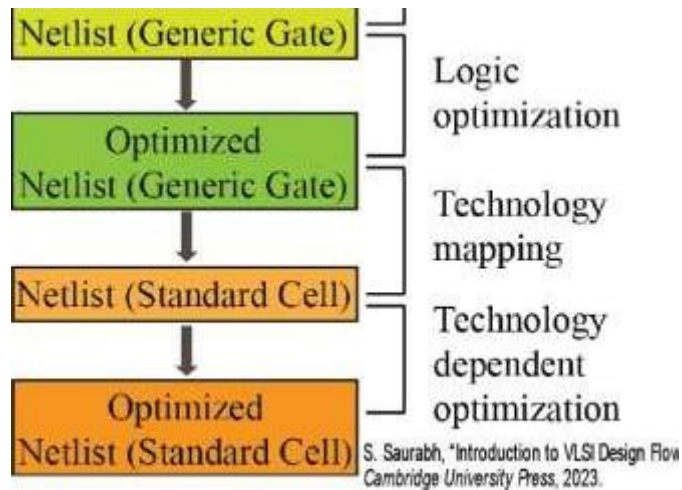 Netlist (Generic Gate)
Logic
optimization
Optimized
Netlist (Generic Gate)
Technology
mapping
Netlist (Standard Cell)
Technology
dependent
optimization
Optimized
Netlist (Standard Cell)
S. Saurabh, "Introduction to VLSI Design Flow
Cambridge University Press, 2023.